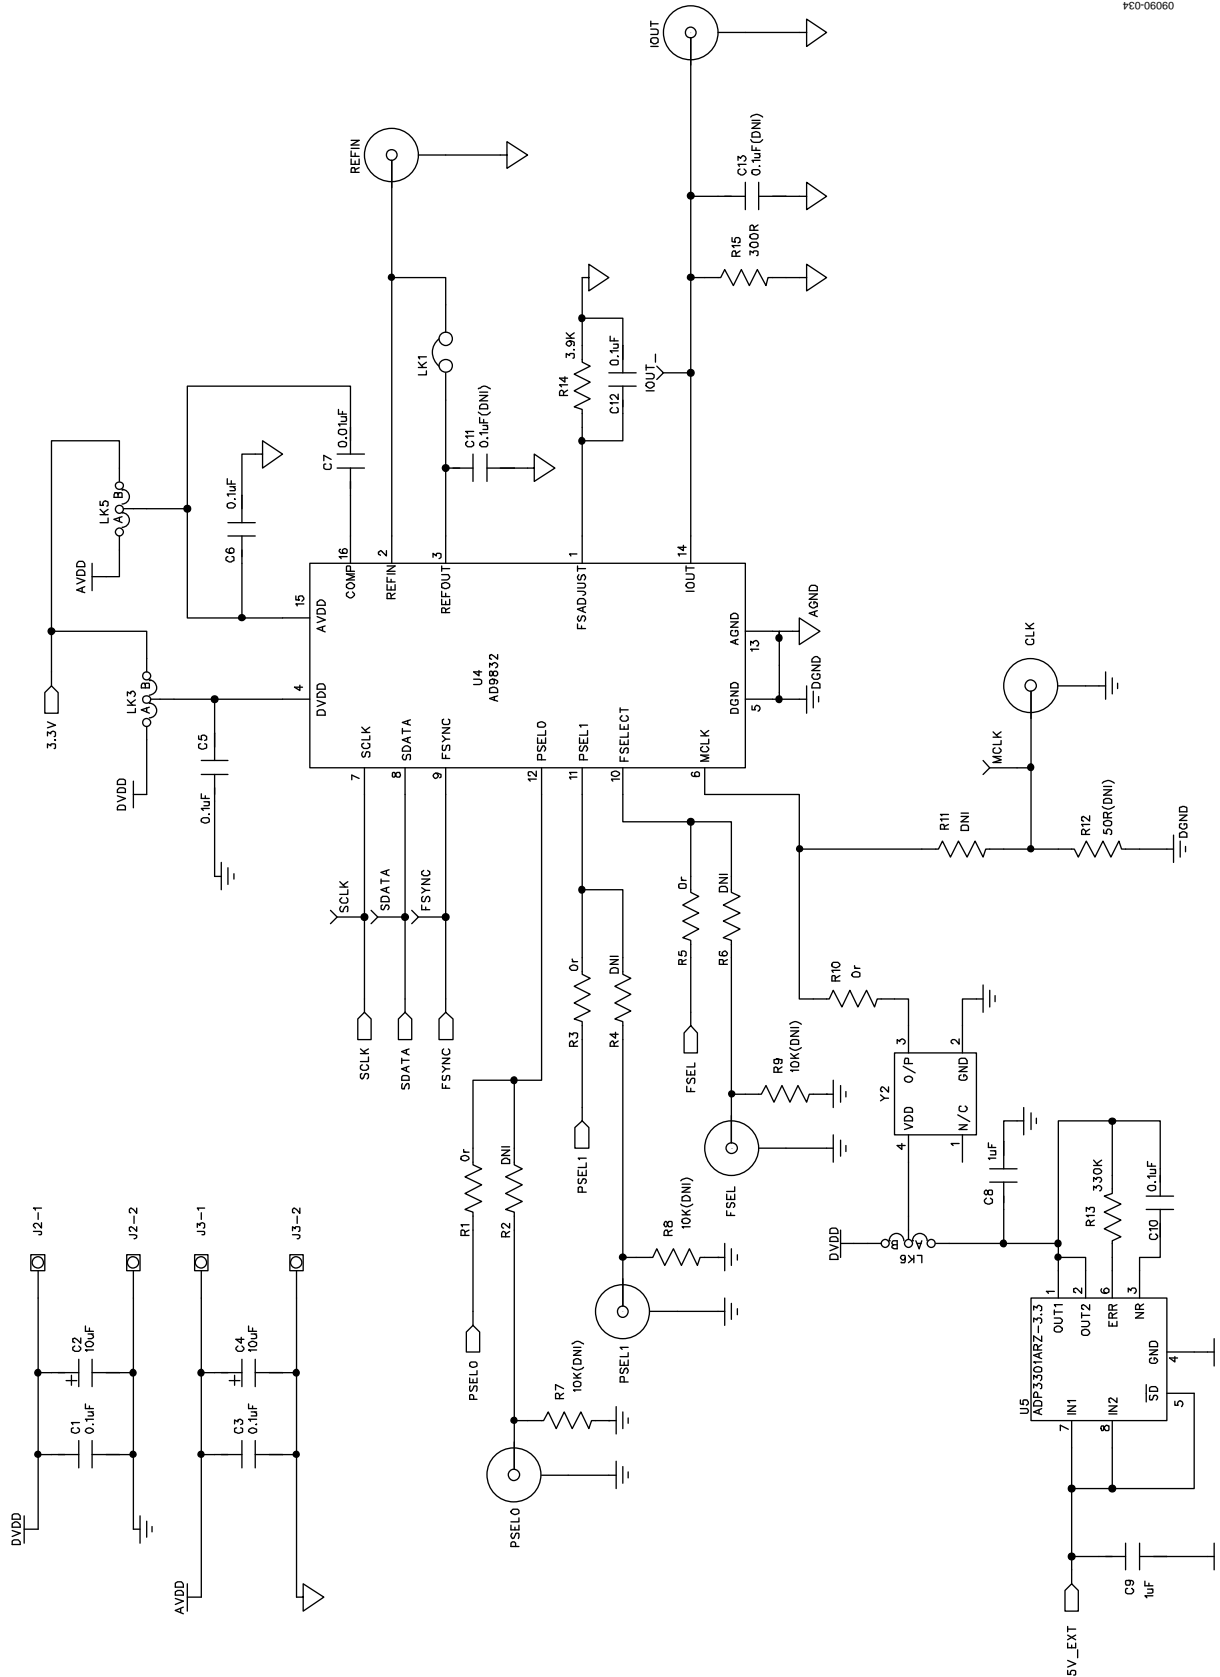 09090-034
IOUT
REFIN
C13
0.1uF(DNI)
R15
300R
R14
3.9K
C12
0.1uF
IOUT_
LK1
C11
0.1uF(DNI)
C7
0.01uF
LK5
A
B
AVDD
C6
0.1uF
3.3V
LK3
A
B
DVDD
C5
0.1uF
15
AVDD
4
DVDD
16
COMP
2
REFIN
3
REFOUT
1
FSADJUST
14
IOUT
U4
AD9832
AGND
13
AGND
DGND
5
DGND
SCLK
7
SDATA
8
FSYNC
9
PSEL0
12
PSEL1
11
FSELECT
10
MCLK
6
SCLK
SDATA
FSYNC
SCLK
SDATA
FSYNC
CLK
MCLK
R11
DNI
R12
50R(DNI)
DGND
R1
0r
R2
DNI
PSEL0
PSEL0
R7
10K(DNI)
R3
0r
R4
DNI
PSEL1
PSEL1
R8
10K(DNI)
R5
0r
R6
DNI
FSEL
FSEL
R9
10K(DNI)
R10
0r
Y2
3
O/P
2
GND
4
VDD
1
N/C
C8
1uF
DVDD
LK6
A
B
R13
330K
C10
0.1uF
U5
ADP3301ARZ-3.3
1
OUT1
2
OUT2
6
ERR
3
NR
GND
4
SD
5
7
IN1
8
IN2
C9
1uF
5V_EXT
J2-1
J2-2
C2
10uF
+
C1
0.1uF
DVDD
J3-1
J3-2
C4
10uF
+
C3
0.1uF
AVDD